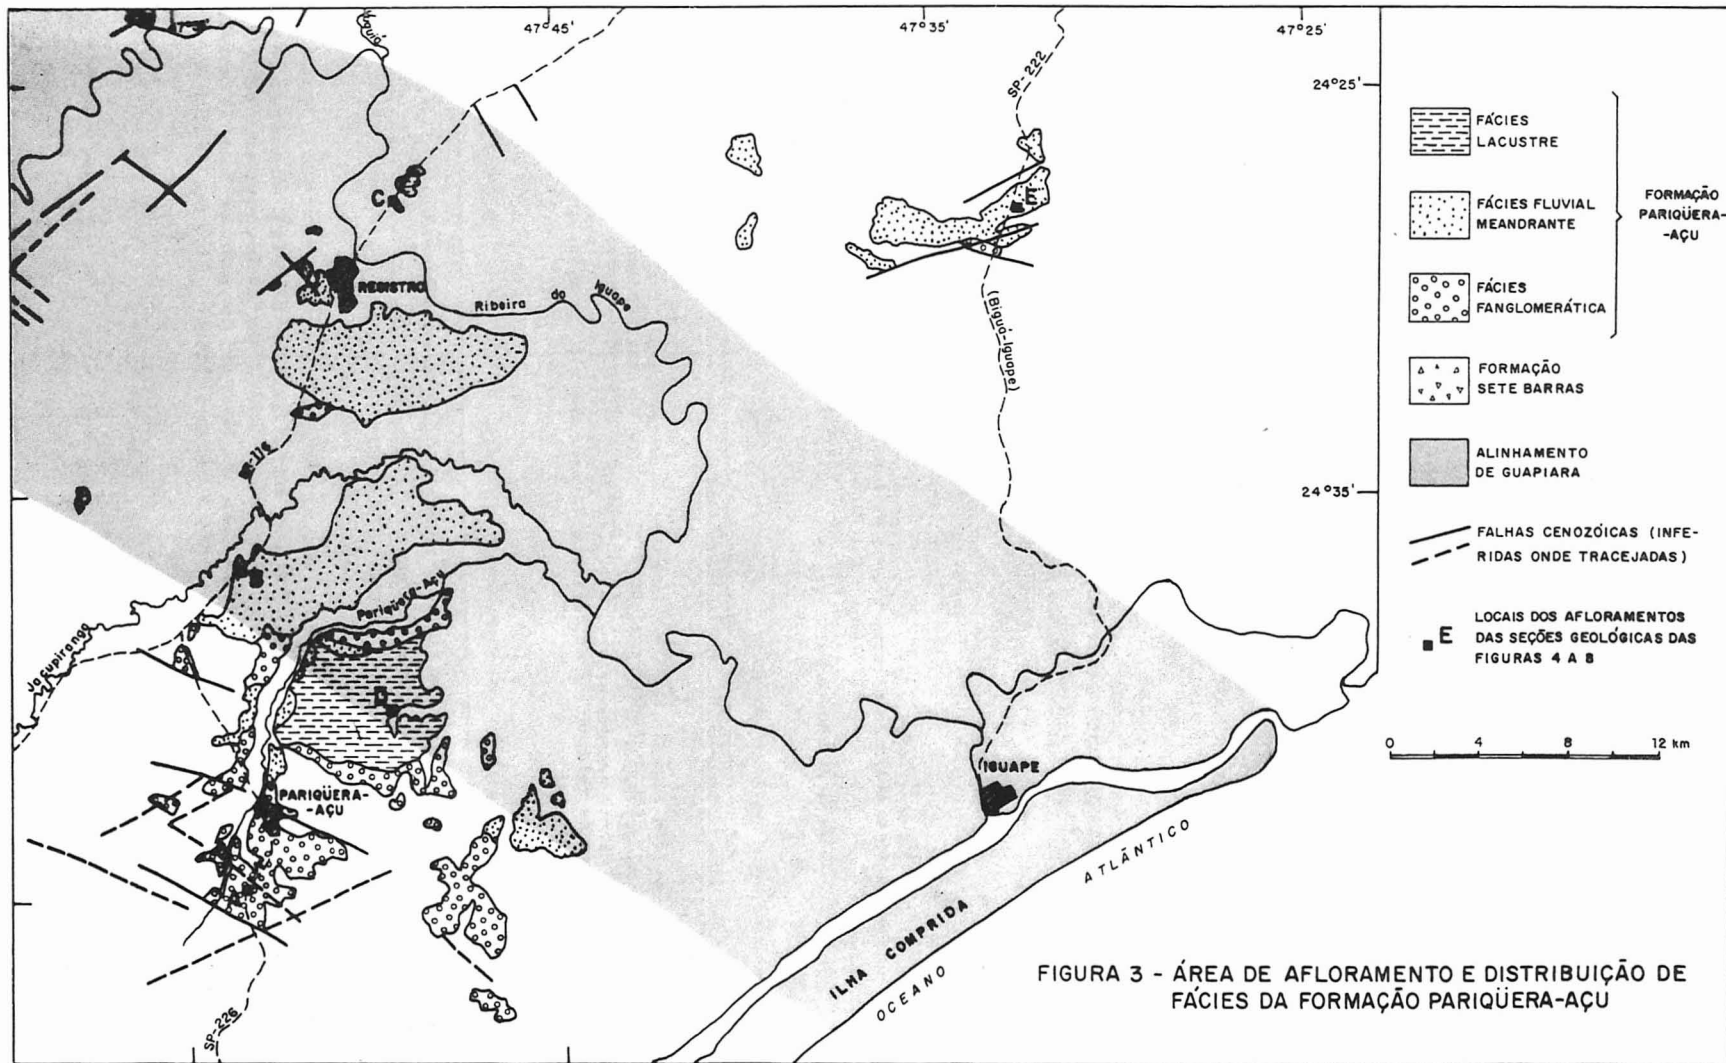 47°45'
47°35'
47°25'
SP-222
24°25'
C
E
REGISTRO
Ribeira do Iguape
(Biguá-Iguape)
24°35'
Pariqüera-Açu
Jacupiranga
D
PARIQÜERA-
-AÇU
A
SP-226
IGUAPE
ILHA COMPRIDA
OCEANO ATLÂNTICO
FÁCIES
LACUSTRE
FÁCIES FLUVIAL
MEANDRANTE
FÁCIES
FANGLOMERÁTICA
FORMAÇÃO
PARIQÜERA-
-AÇU
FORMAÇÃO
SETE BARRAS
ALINHAMENTO
DE GUAPIARA
FALHAS CENOZÓICAS (INFE-
RIDAS ONDE TRACEJADAS)
E
LOCAIS DOS AFLORAMENTOS
DAS SEÇÕES GEOLÓGICAS DAS
FIGURAS 4 A 8
0 4 8 12 km
FIGURA 3 - ÁREA DE AFLORAMENTO E DISTRIBUIÇÃO DE
FÁCIES DA FORMAÇÃO PARIQÜERA-AÇU